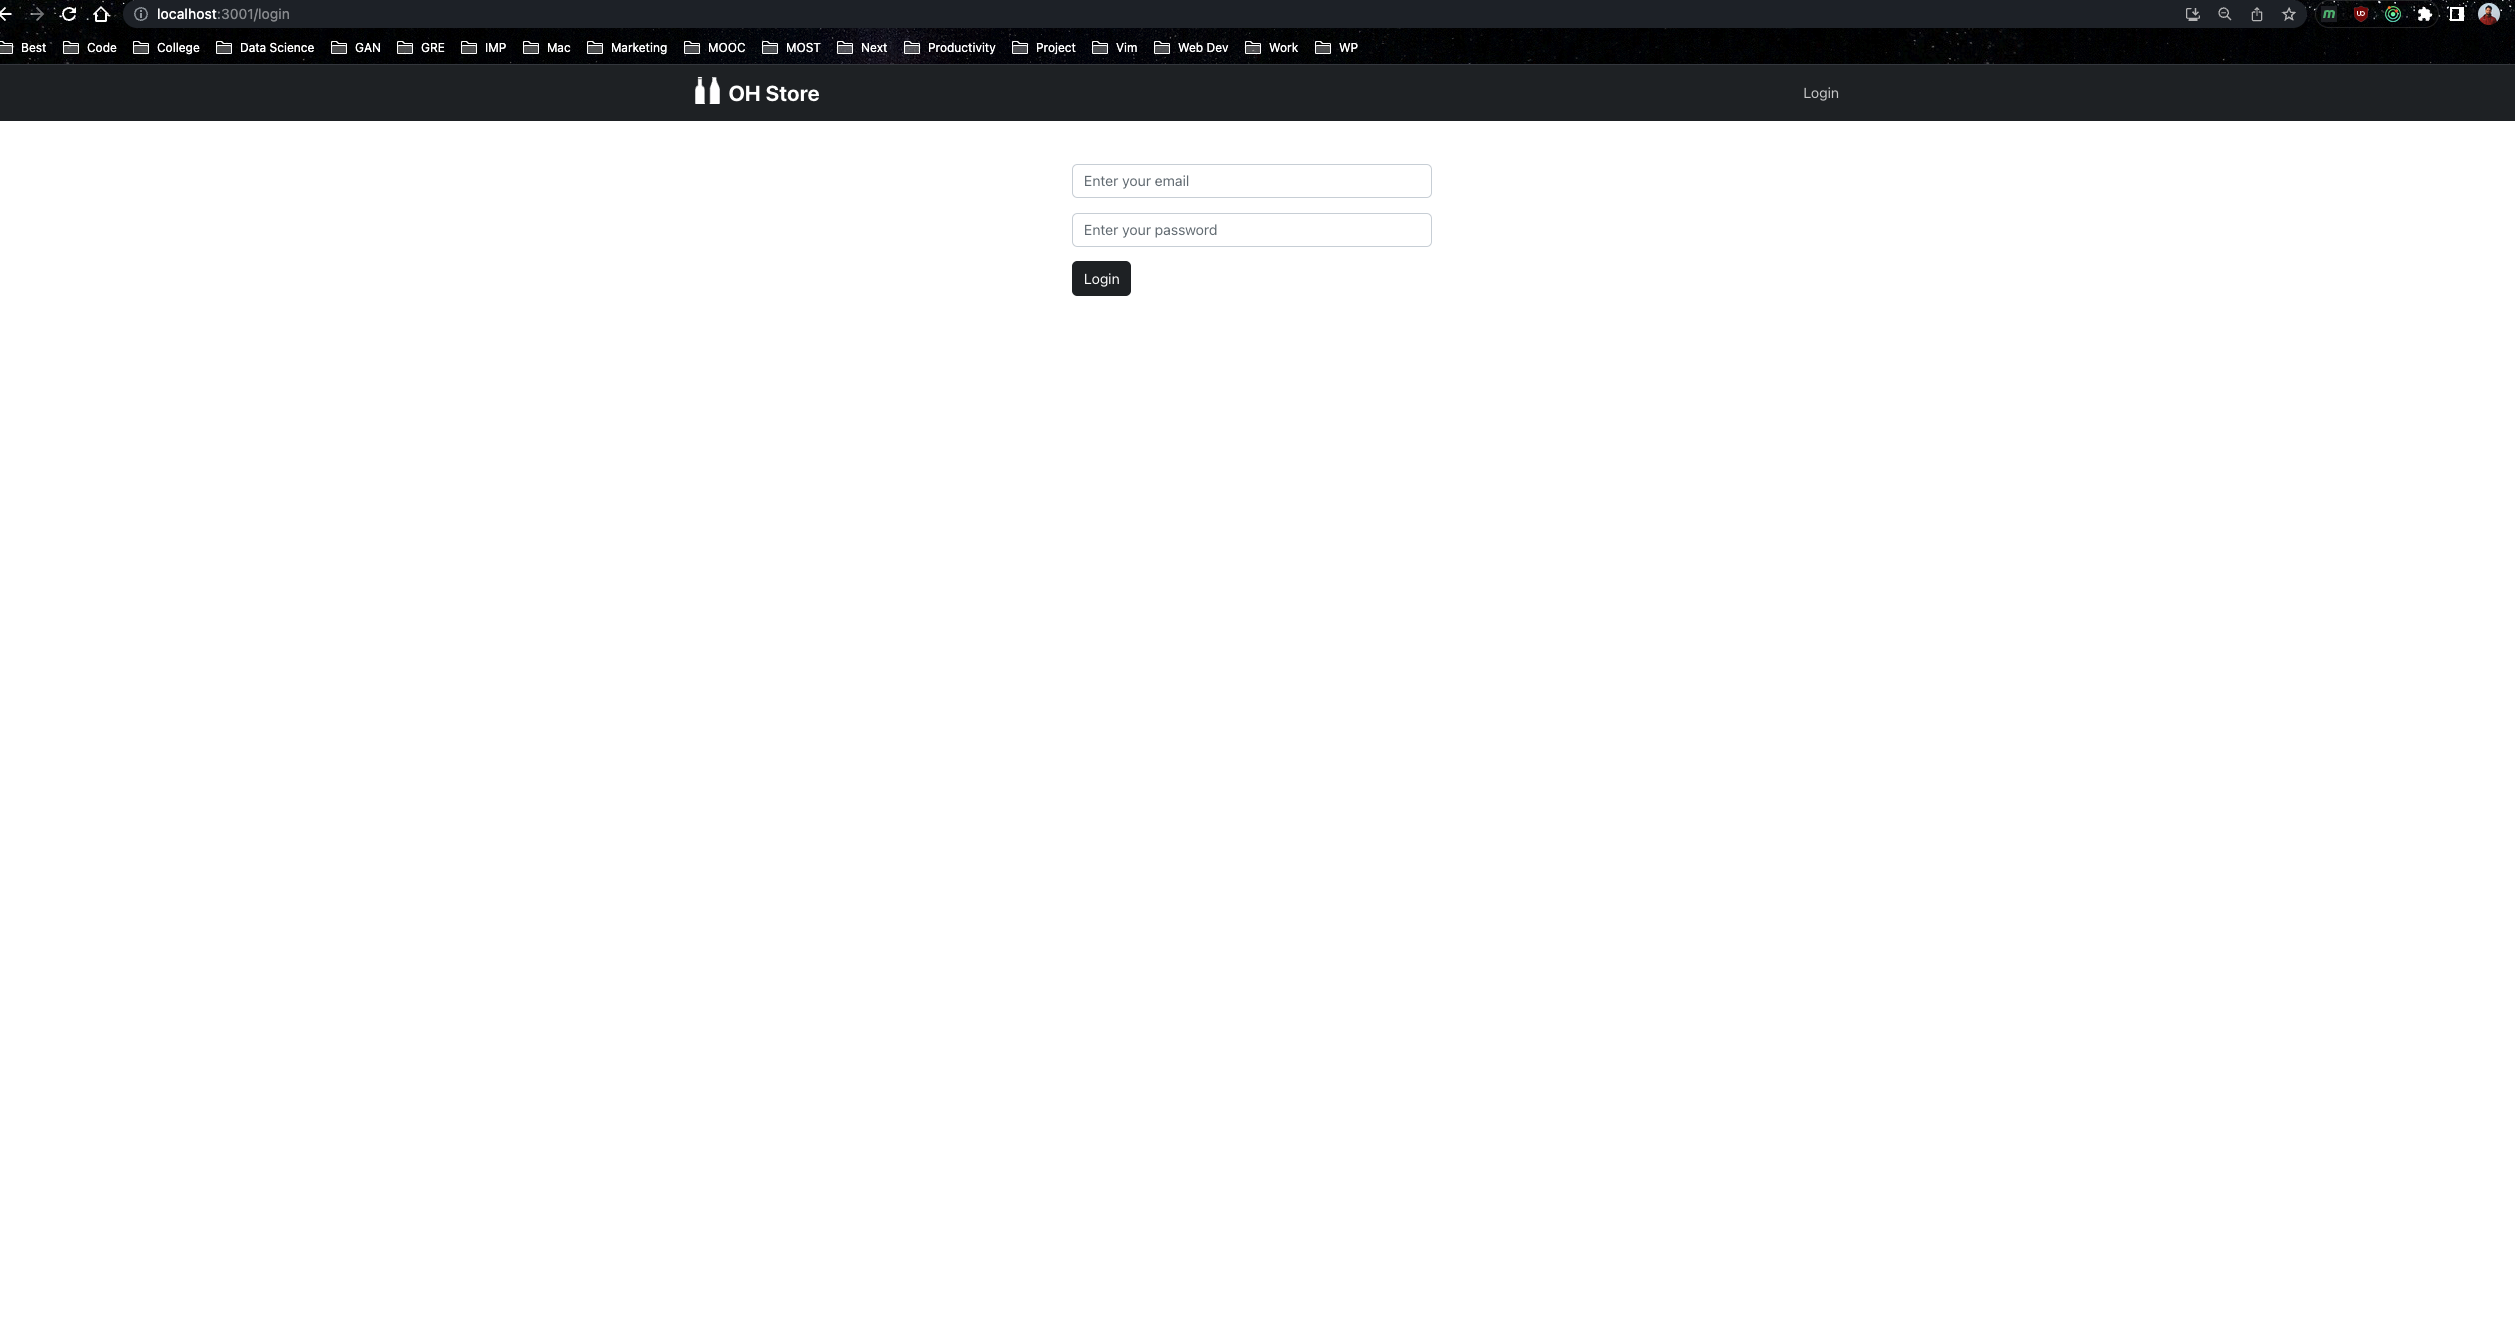 localhost:3001/login
Best Code College Data Science GAN GRE IMP Mac Marketing MOOC MOST Next Productivity Project Vim Web Dev Work WP
OH Store Login
Enter your email
Enter your password
Login